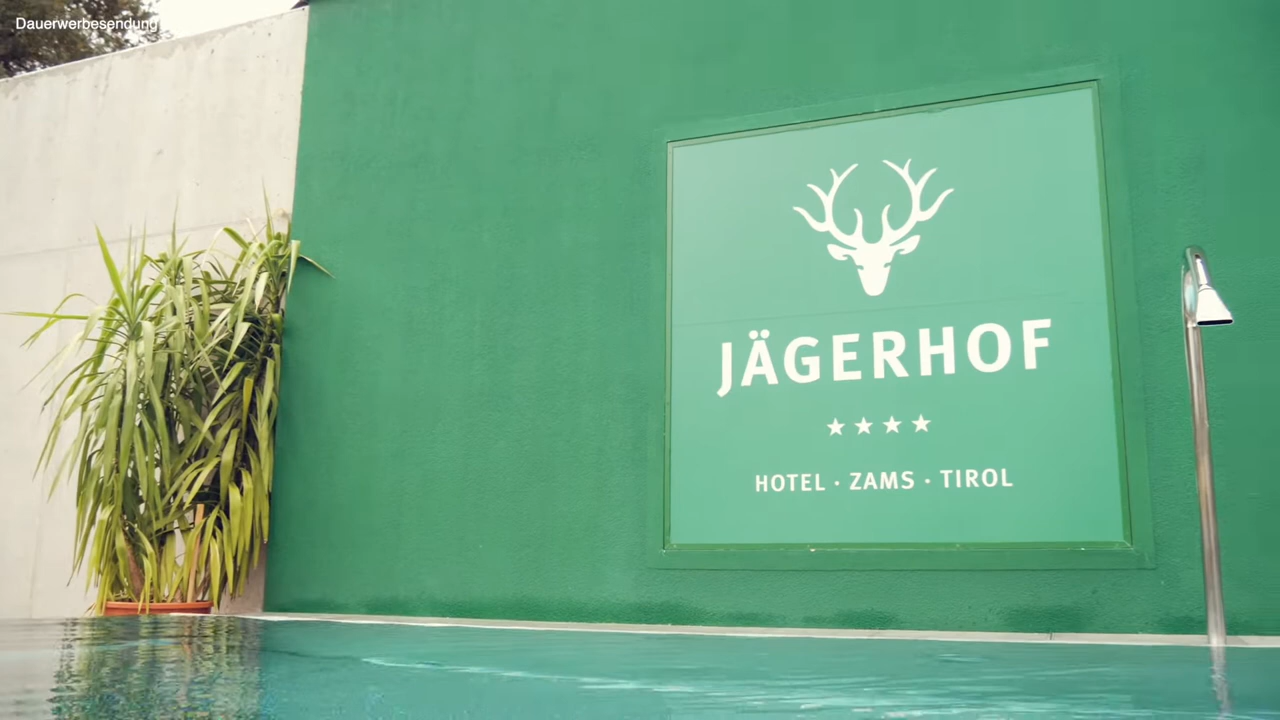 Dauerwerbesendung
JÄGERHOF
★★★★
HOTEL · ZAMS · TIROL